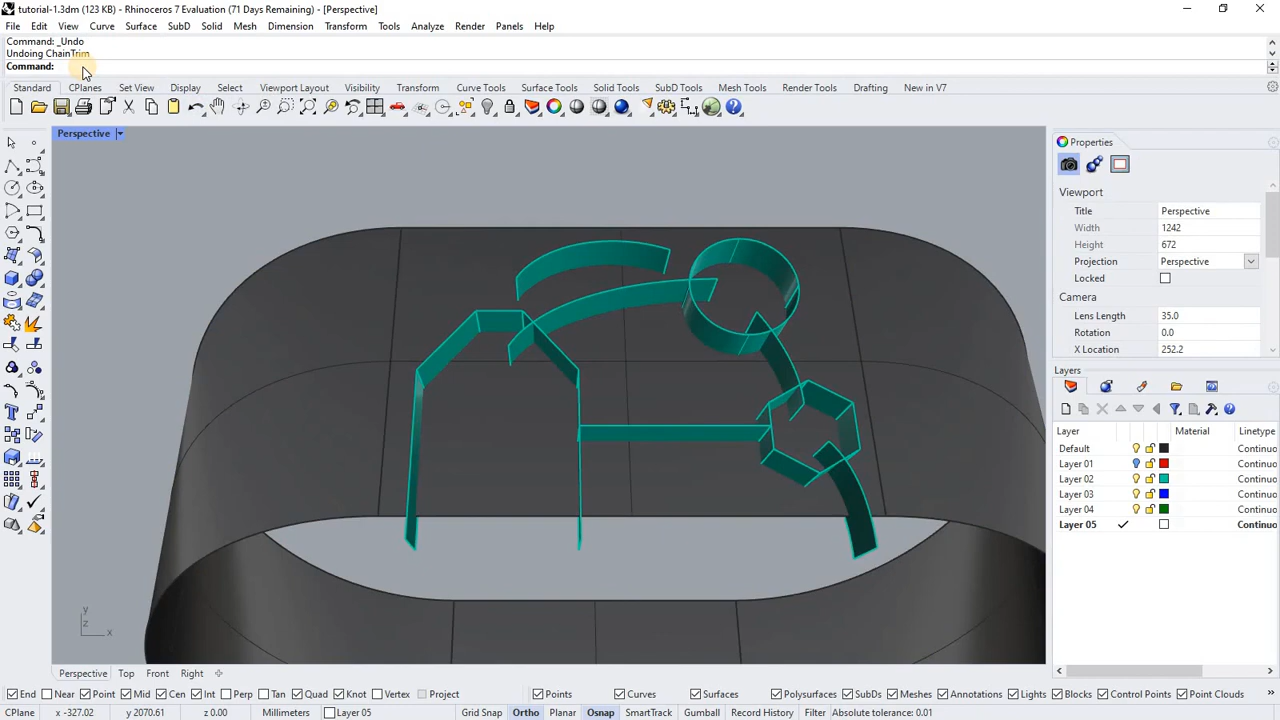 tutorial-1.3dm (123 KB) - Rhinoceros 7 Evaluation (71 Days Remaining) - [Perspective]
File Edit View Curve Surface SubD Solid Mesh Dimension Transform Tools Analyze Render Panels Help
Command: _Undo
Undoing ChainTrim
Command:
Standard CPlanes Set View Display Select Viewport Layout Visibility Transform Curve Tools Surface Tools Solid Tools SubD Tools Mesh Tools Render Tools Drafting New in V7
Perspective
Properties
Viewport
Title Perspective
Width 1242
Height 672
Projection Perspective
Locked
Camera
Lens Length 35.0
Rotation 0.0
X Location 252.2
Layers
Layer Material Linetype
Default Continuo
Layer 01 Continuo
Layer 02 Continuo
Layer 03 Continuo
Layer 04 Continuo
Layer 05 Continuo
y
z x
Perspective Top Front Right
End Near Point Mid Cen Int Perp Tan Quad Knot Vertex Project Points Curves Surfaces Polysurfaces SubDs Meshes Annotations Lights Blocks Control Points Point Clouds
CPlane x -327.02 y 2070.61 z 0.00 Millimeters Layer 05 Grid Snap Ortho Planar Osnap SmartTrack Gumball Record History Filter Absolute tolerance: 0.01